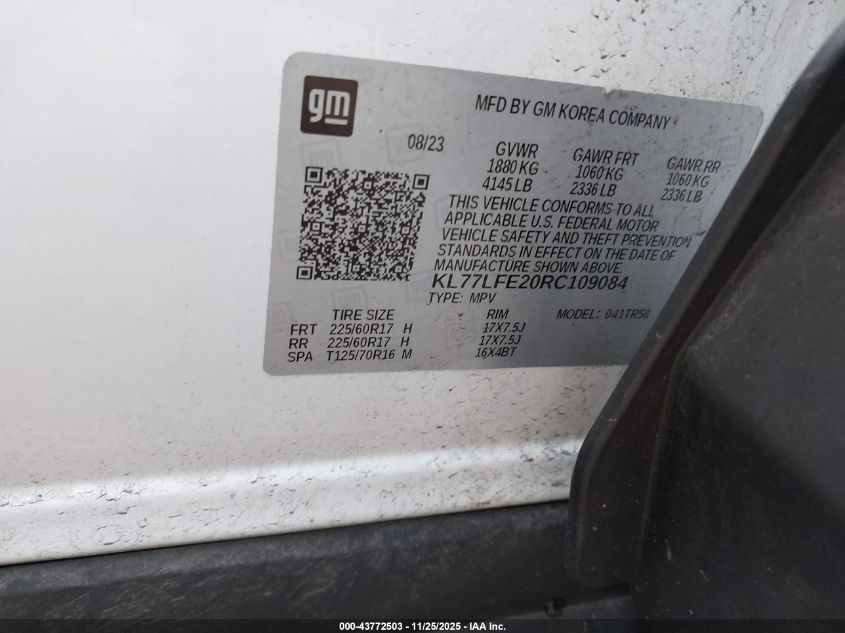 gm
MFD BY GM KOREA COMPANY
08/23
GVWR GAWR FRT GAWR RR
1880 KG 1060 KG 1060 KG
4145 LB 2336 LB 2336 LB
THIS VEHICLE CONFORMS TO ALL
APPLICABLE U.S. FEDERAL MOTOR
VEHICLE SAFETY AND THEFT PREVENTION
STANDARDS IN EFFECT ON THE DATE OF
MANUFACTURE SHOWN ABOVE.
KL77LFE20RC109084
TYPE: MPV
TIRE SIZE RIM MODEL: 041TR58
FRT 225/60R17 H 17X7.5J
RR 225/60R17 H 17X7.5J
SPA T125/70R16 M 16X4BT
000-43772503 — 11/25/2025 — IAA Inc.